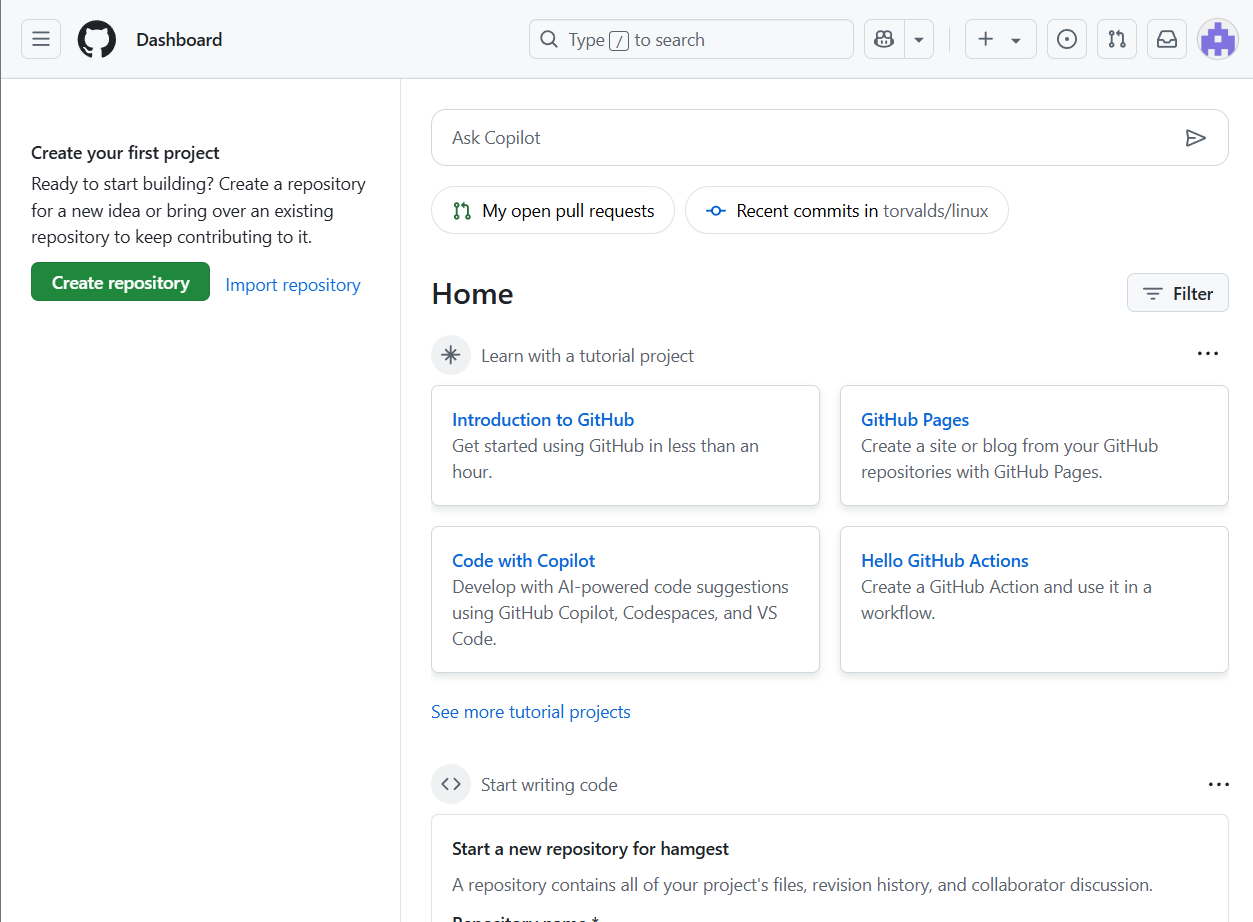 Dashboard
Type / to search
Create your first project
Ready to start building? Create a repository
for a new idea or bring over an existing
repository to keep contributing to it.
Create repository
Import repository
Ask Copilot
My open pull requests
Recent commits in torvalds/linux
Home
Filter
Learn with a tutorial project
Introduction to GitHub
Get started using GitHub in less than an
hour.
GitHub Pages
Create a site or blog from your GitHub
repositories with GitHub Pages.
Code with Copilot
Develop with AI-powered code suggestions
using GitHub Copilot, Codespaces, and VS
Code.
Hello GitHub Actions
Create a GitHub Action and use it in a
workflow.
See more tutorial projects
Start writing code
Start a new repository for hamgest
A repository contains all of your project's files, revision history, and collaborator discussion.
Repository name *